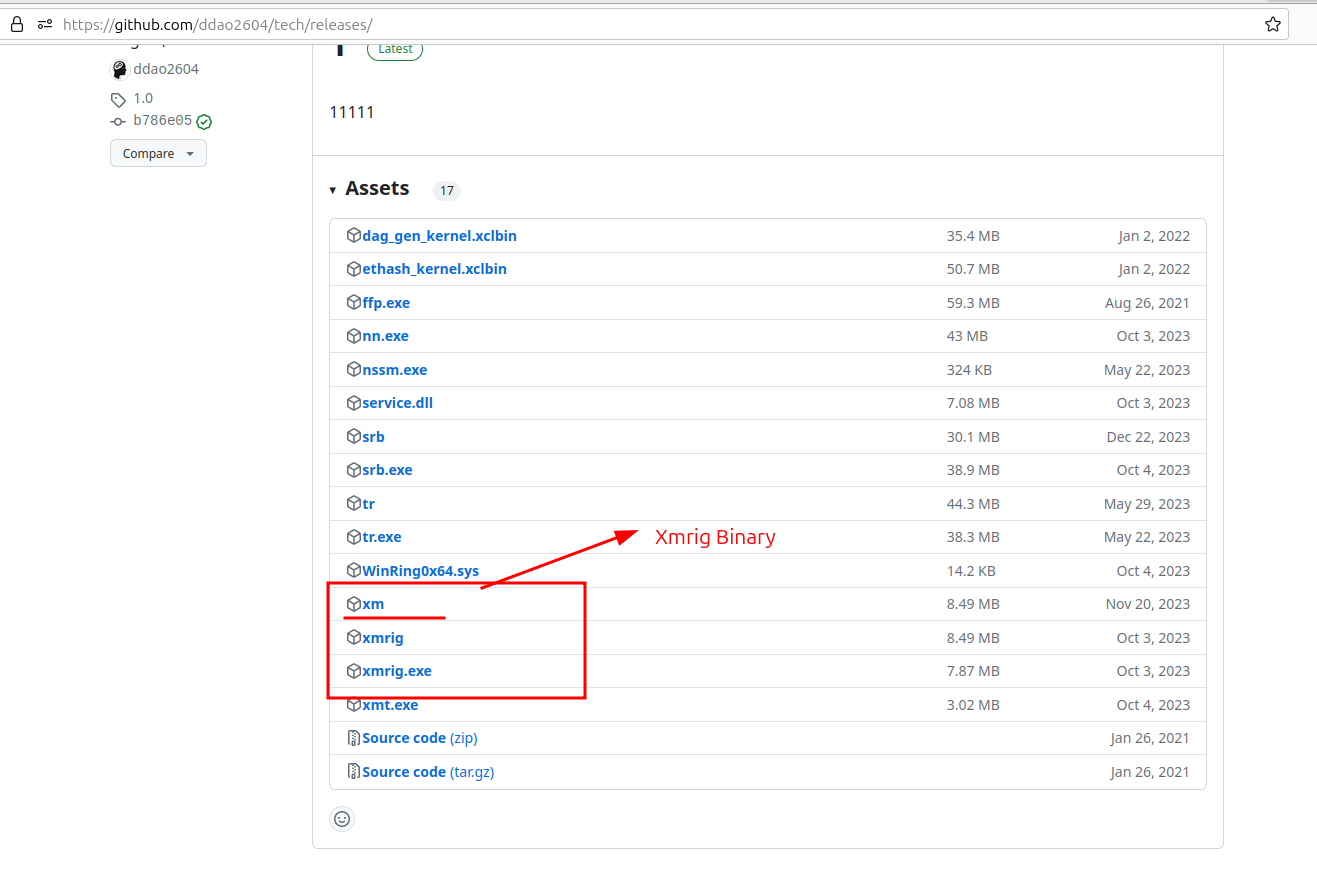 https://github.com/ddao2604/tech/releases/
Latest
ddao2604
1.0
b786e05
Compare
11111
Assets 17
dag_gen_kernel.xclbin 35.4 MB Jan 2, 2022
ethash_kernel.xclbin 50.7 MB Jan 2, 2022
ffp.exe 59.3 MB Aug 26, 2021
nn.exe 43 MB Oct 3, 2023
nssm.exe 324 KB May 22, 2023
service.dll 7.08 MB Oct 3, 2023
srb 30.1 MB Dec 22, 2023
srb.exe 38.9 MB Oct 4, 2023
tr 44.3 MB May 29, 2023
tr.exe 38.3 MB May 22, 2023
Xmrig Binary
WinRing0x64.sys 14.2 KB Oct 4, 2023
xm 8.49 MB Nov 20, 2023
xmrig 8.49 MB Oct 3, 2023
xmrig.exe 7.87 MB Oct 3, 2023
xmt.exe 3.02 MB Oct 4, 2023
Source code (zip) Jan 26, 2021
Source code (tar.gz) Jan 26, 2021